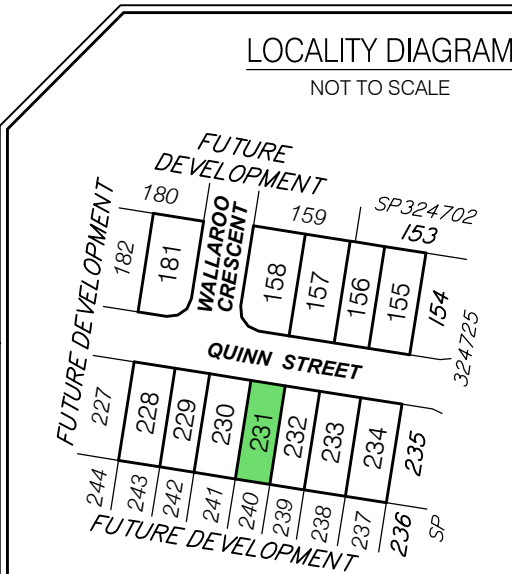 LOCALITY DIAGRAM
NOT TO SCALE
FUTURE
DEVELOPMENT
180
159
SP324702
153
182
181
WALLAROO
CRESCENT
158
157
156
155
154
324725
FUTURE DEVELOPMENT
QUINN STREET
227
228
229
230
231
232
233
234
235
244
243
242
241
240
239
238
237
236
SP
FUTURE DEVELOPMENT